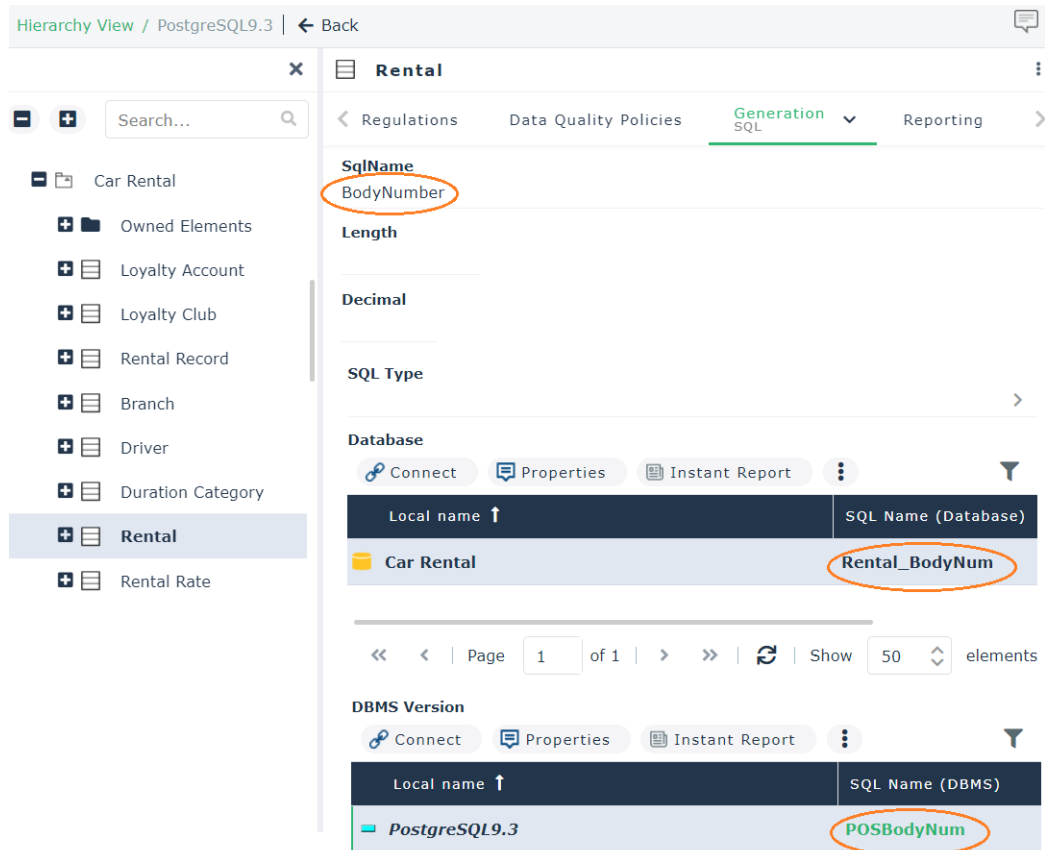 Hierarchy View / PostgreSQL9.3 Back
Rental
Search...
Regulations Data Quality Policies Generation SQL Reporting
Car Rental
Owned Elements
Loyalty Account
Loyalty Club
Rental Record
Branch
Driver
Duration Category
Rental
Rental Rate
SqlName
BodyNumber
Length
Decimal
SQL Type
Database
Connect Properties Instant Report
Local name SQL Name (Database)
Car Rental Rental_BodyNum
Page 1 of 1 Show 50 elements
DBMS Version
Connect Properties Instant Report
Local name SQL Name (DBMS)
PostgreSQL9.3 POSBodyNum